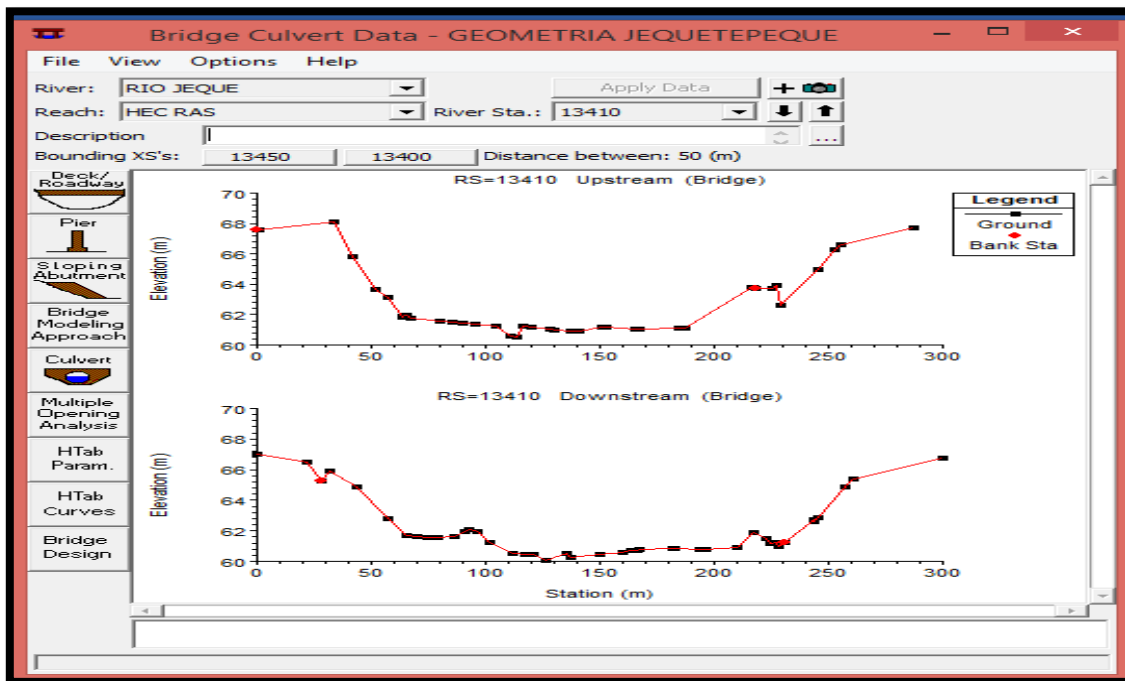 Bridge Culvert Data - GEOMETRIA JEQUETEPEQUE
File View Options Help
River: RIO JEQUE Apply Data
Reach: HEC RAS River Sta.: 13410
Description ...
Bounding XS's: 13450 13400 Distance between: 50 (m)
Deck/
Roadway
Pier
Sloping
Abutment
Bridge
Modeling
Approach
Culvert
Multiple
Opening
Analysis
HTab
Param.
HTab
Curves
Bridge
Design
RS=13410 Upstream (Bridge)
Elevation (m)
70
68
66
64
62
60
0 50 100 150 200 250 300
Legend
Ground
Bank Sta
RS=13410 Downstream (Bridge)
Elevation (m)
70
68
66
64
62
60
0 50 100 150 200 250 300
Station (m)